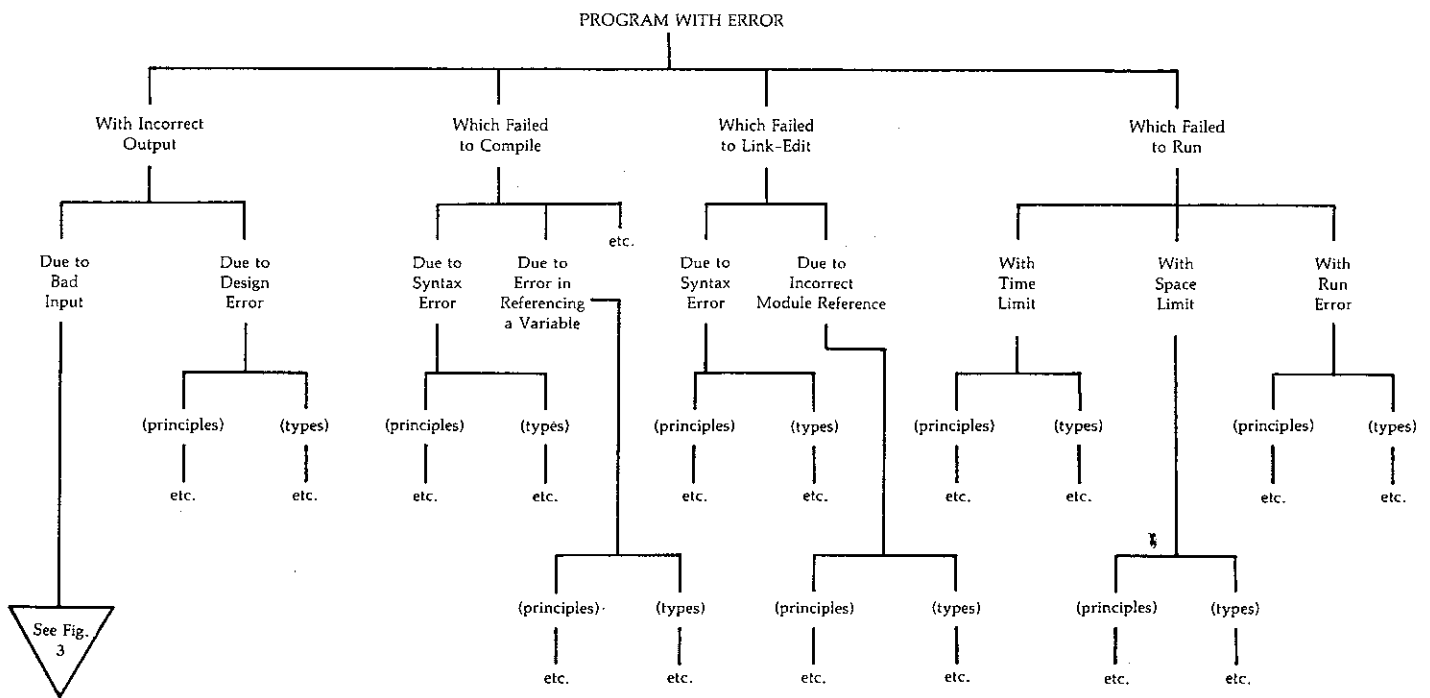 PROGRAM WITH ERROR
With Incorrect
Output
Which Failed
to Compile
Which Failed
to Link-Edit
Which Failed
to Run
Due to
Bad
Input
Due to
Design
Error
Due to
Syntax
Error
Due to
Error in
Referencing
a Variable
etc.
Due to
Syntax
Error
Due to
Incorrect
Module Reference
With
Time
Limit
With
Space
Limit
With
Run
Error
(principles)
(types)
(principles)
(types)
(principles)
(types)
(principles)
(types)
(principles)
(types)
etc.
etc.
etc.
etc.
etc.
etc.
etc.
etc.
etc.
etc.
(principles)
(types)
(principles)
(types)
(principles)
(types)
etc.
etc.
etc.
etc.
etc.
etc.
See Fig.
3